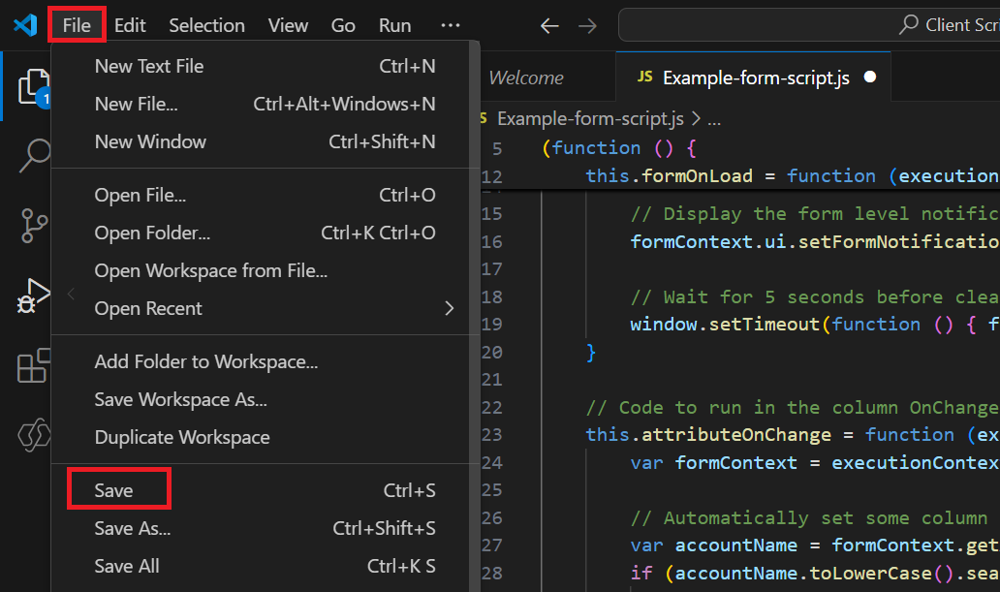 File Edit Selection View Go Run ... Client Scri
New Text File Ctrl+N
New File... Ctrl+Alt+Windows+N
New Window Ctrl+Shift+N
Open File... Ctrl+O
Open Folder... Ctrl+K Ctrl+O
Open Workspace from File...
Open Recent
Add Folder to Workspace...
Save Workspace As...
Duplicate Workspace
Save Ctrl+S
Save As... Ctrl+Shift+S
Save All Ctrl+K S
1
Welcome JS Example-form-script.js
S Example-form-script.js > ...
5 (function () {
12 this.formOnLoad = function (execution
15 // Display the form level notific
16 formContext.ui.setFormNotificatio
17
18 // Wait for 5 seconds before clea
19 window.setTimeout(function () { f
20 }
21
22 // Code to run in the column OnChange
23 this.attributeOnChange = function (ex
24 var formContext = executionContex
25
26 // Automatically set some column
27 var accountName = formContext.get
28 if (accountName.toLowerCase().sea